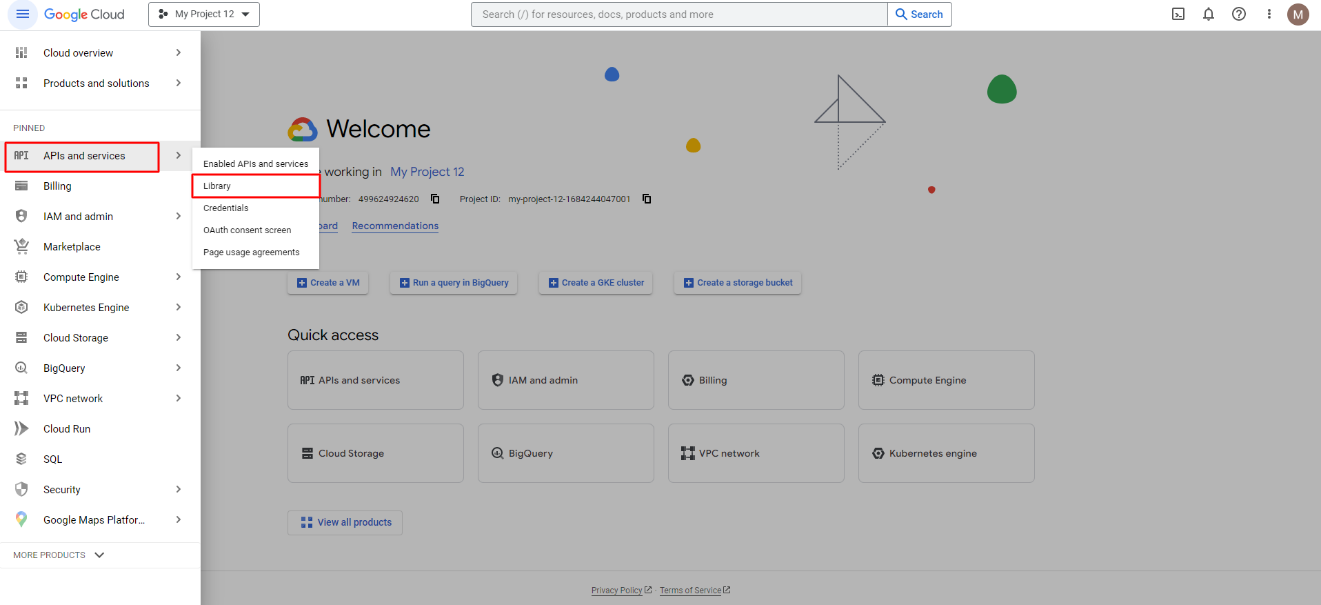 Google Cloud
My Project 12
Search (/) for resources, docs, products and more
Search
M
Cloud overview
Products and solutions
PINNED
API APIs and services
Billing
IAM and admin
Marketplace
Compute Engine
Kubernetes Engine
Cloud Storage
BigQuery
VPC network
Cloud Run
SQL
Security
Google Maps Platfor...
MORE PRODUCTS
Enabled APIs and services
Library
Credentials
OAuth consent screen
Page usage agreements
Welcome
working in My Project 12
number: 499624924620 Project ID: my-project-12-1684244047001
Recommendations
Create a VM
Run a query in BigQuery
Create a GKE cluster
Create a storage bucket
Quick access
API APIs and services
IAM and admin
Billing
Compute Engine
Cloud Storage
BigQuery
VPC network
Kubernetes engine
View all products
Privacy Policy · Terms of Service